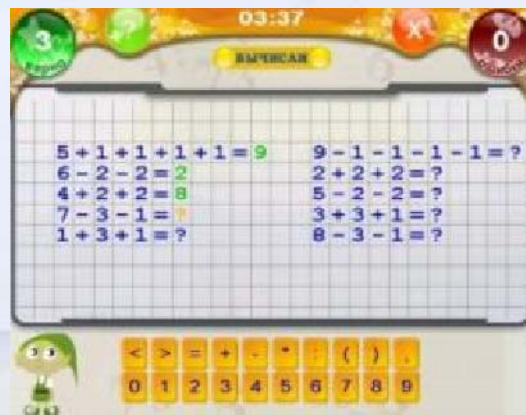 03:37
3
?
X
0
верно
ВЫЧИСЛИ
5 + 1 + 1 + 1 + 1 = 9
6 - 2 - 2 = 2
4 + 2 + 2 = 8
7 - 3 - 1 = ?
1 + 3 + 1 = ?
9 - 1 - 1 - 1 - 1 = ?
2 + 2 + 2 = ?
5 - 2 - 2 = ?
3 + 3 + 1 = ?
8 - 3 - 1 = ?
< > = + - * : ( ) ,
0 1 2 3 4 5 6 7 8 9